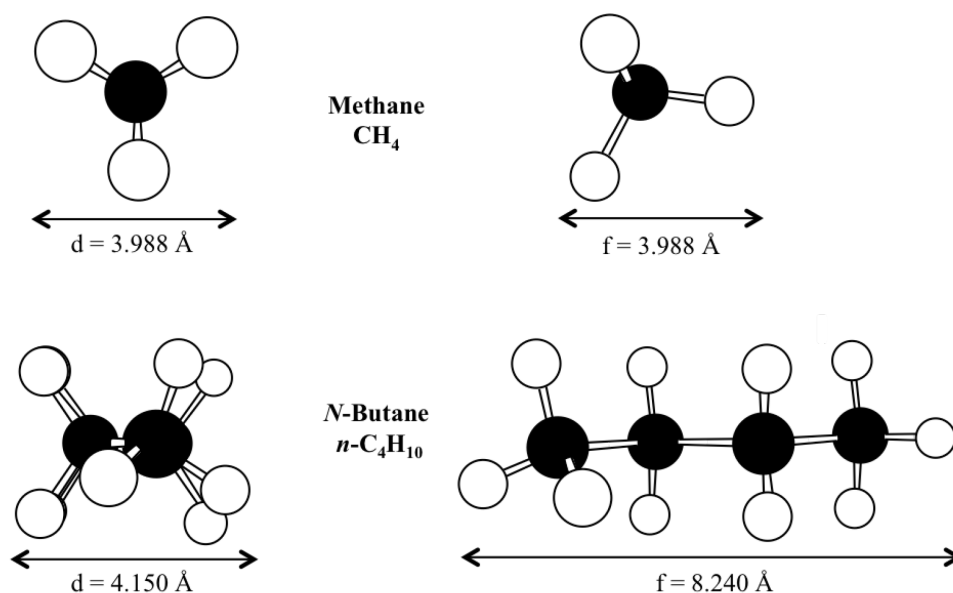 Methane
CH₄
d = 3.988 Å
f = 3.988 Å
N-Butane
n-C₄H₁₀
d = 4.150 Å
f = 8.240 Å